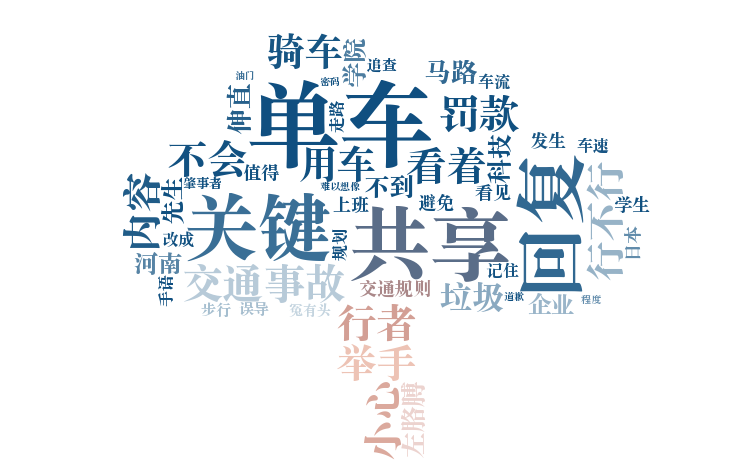 骑车
学院
追查
油门
密码
马路
车流
伸直
单车
走路
罚款
不会
值得
用车
看着
科技
发生
车速
肇事者
难以想像
不到
看见
回复
行不行
学生
内容
先生
上班
避免
关键
共享
改成
规划
日本
河南
手语
交通事故
记住
交通规则
垃圾
道歉
企业
程度
步行
误导
冤有头
行者
举手
小心
左胳膊